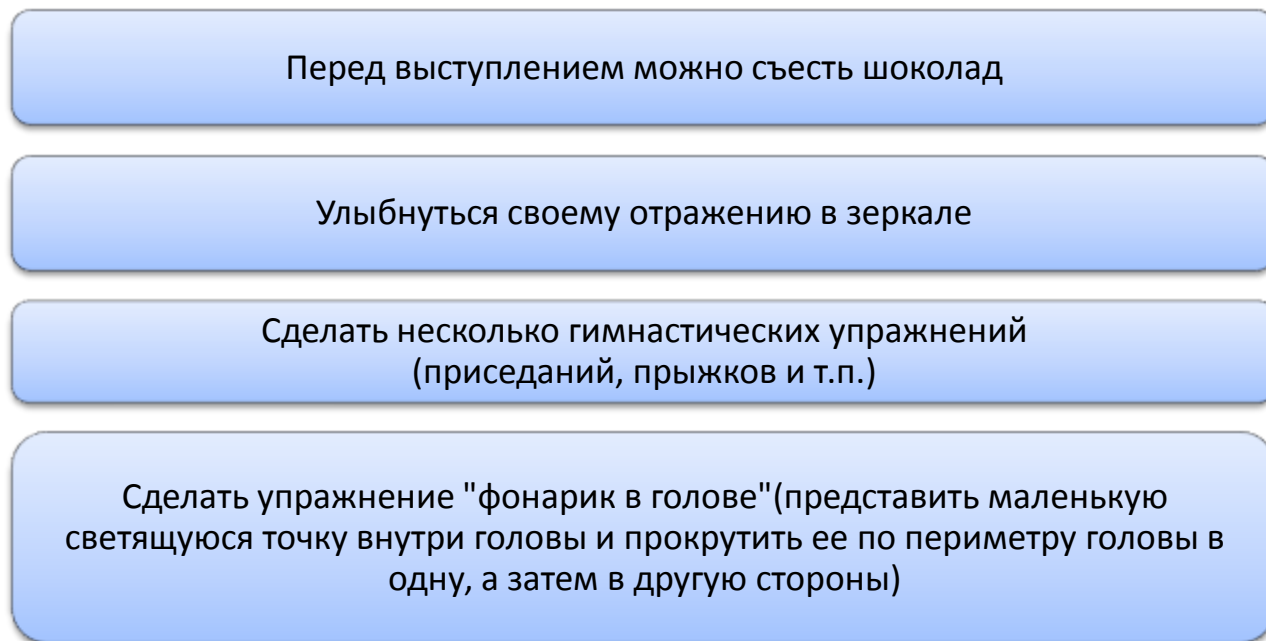 Перед выступлением можно съесть шоколад
Улыбнуться своему отражению в зеркале
Сделать несколько гимнастических упражнений
(приседаний, прыжков и т.п.)
Сделать упражнение "фонарик в голове"(представить маленькую
светящуюся точку внутри головы и прокрутить ее по периметру головы в
одну, а затем в другую стороны)